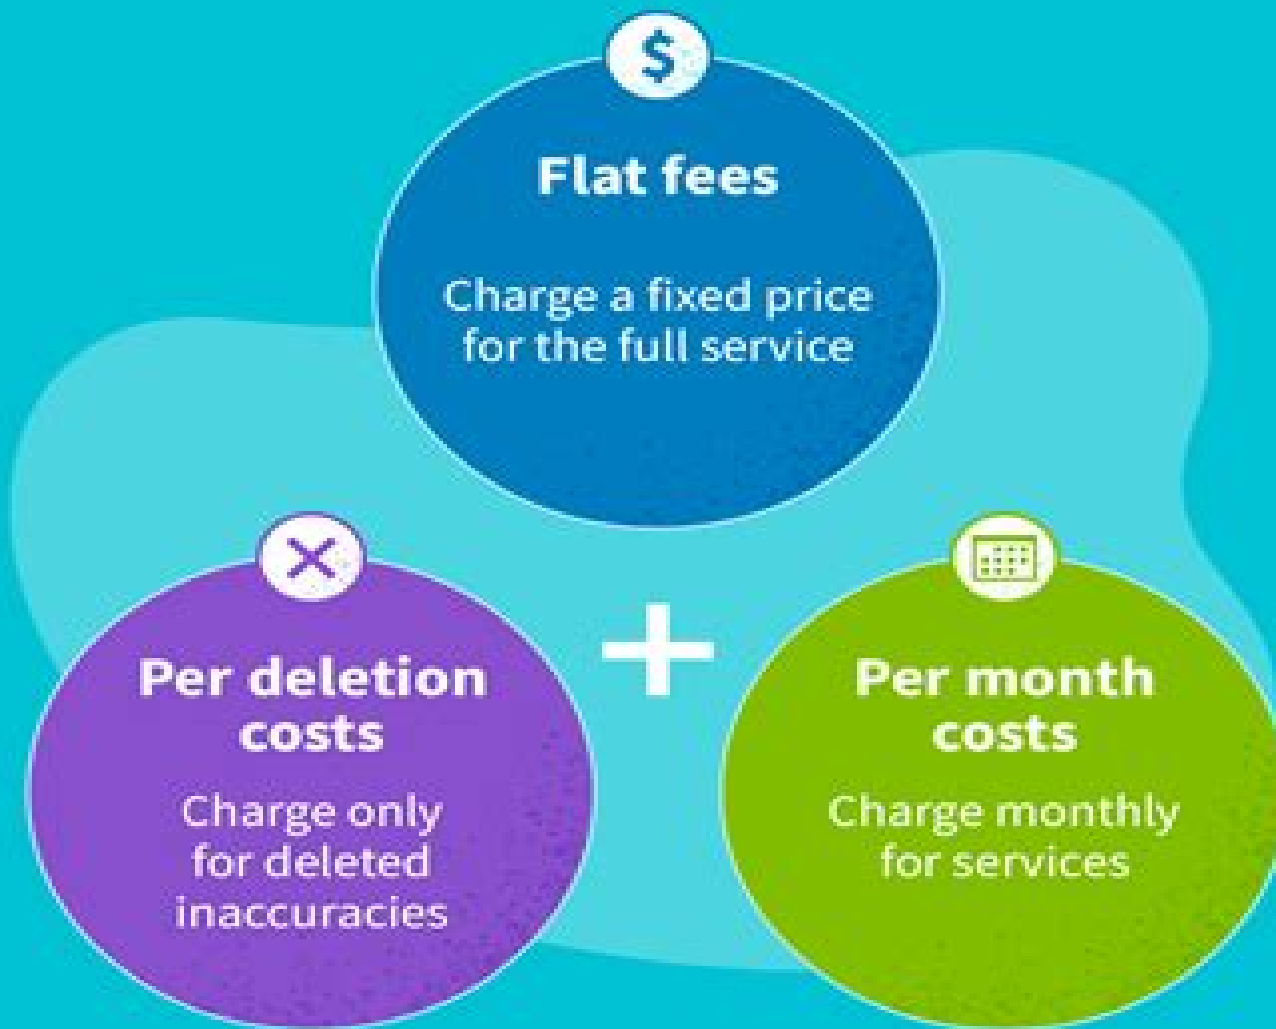 $
Flat fees
Charge a fixed price
for the full service
Per deletion
costs
Charge only
for deleted
inaccuracies
+
Per month
costs
Charge monthly
for services